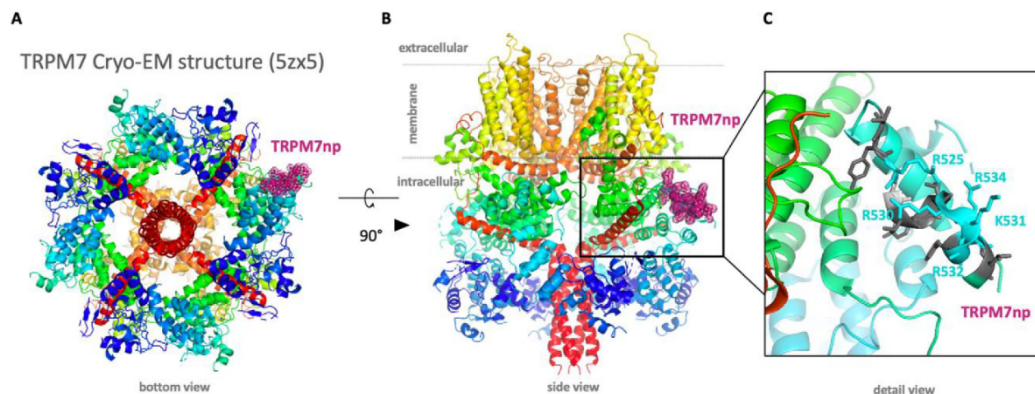 A
TRPM7 Cryo-EM structure (5zx5)
TRPM7np
bottom view
90°
B
extracellular
membrane
intracellular
TRPM7np
side view
C
R525
R534
R530
K531
R532
TRPM7np
detail view